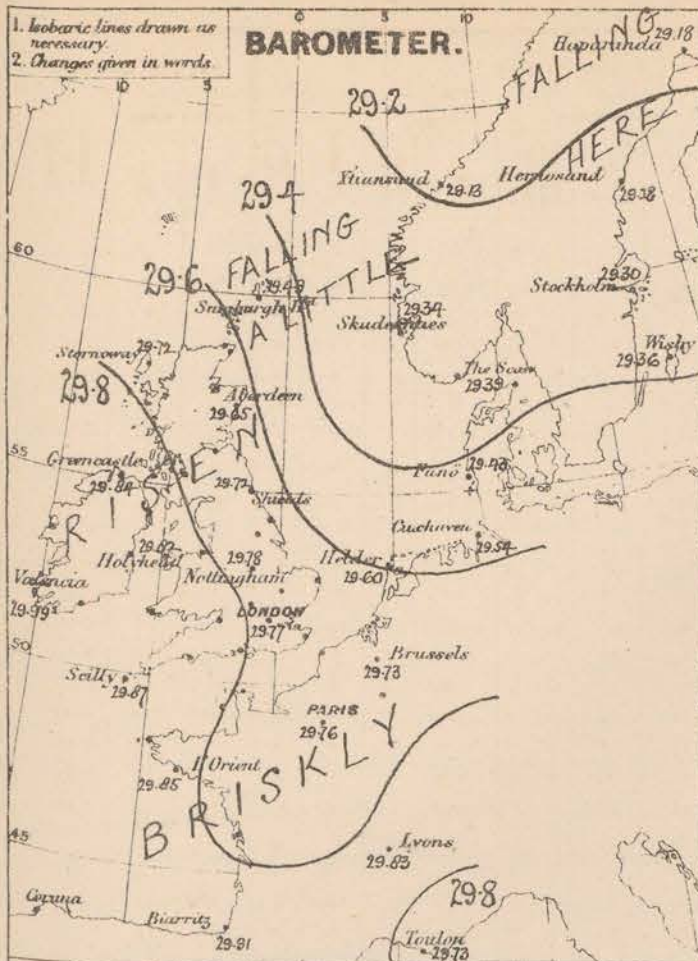 1. Isobaric lines drawn as
necessary.
2. Changes given in words.
BAROMETER.
10
5
0
5
10
29.18
Haparanda
FALLING
HERE
29.2
Xtiansund
29.13
Hernosand
29.18
29.4
60
FALLING
A LITTLE
29.6
29.49
Sumburgh Hd
29.34
Skudesnaes
29.30
Stockholm
Wisby
29.36
Stornoway
29.72
29.8
Aberdeen
29.65
The Scaw
29.39
55
Greencastle
29.84
RISEN
29.72
Shields
Fanö
29.43
29.82
Holyhead
29.78
Nottingham
Cuxhaven
29.54
Helder
29.60
Valencia
29.99
LONDON
29.77
50
Brussels
29.73
Scilly
29.87
PARIS
29.76
L'Orient
29.85
BRISKLY
45
Lyons
29.83
Coruna
Biarritz
29.91
29.8
Toulon
29.73